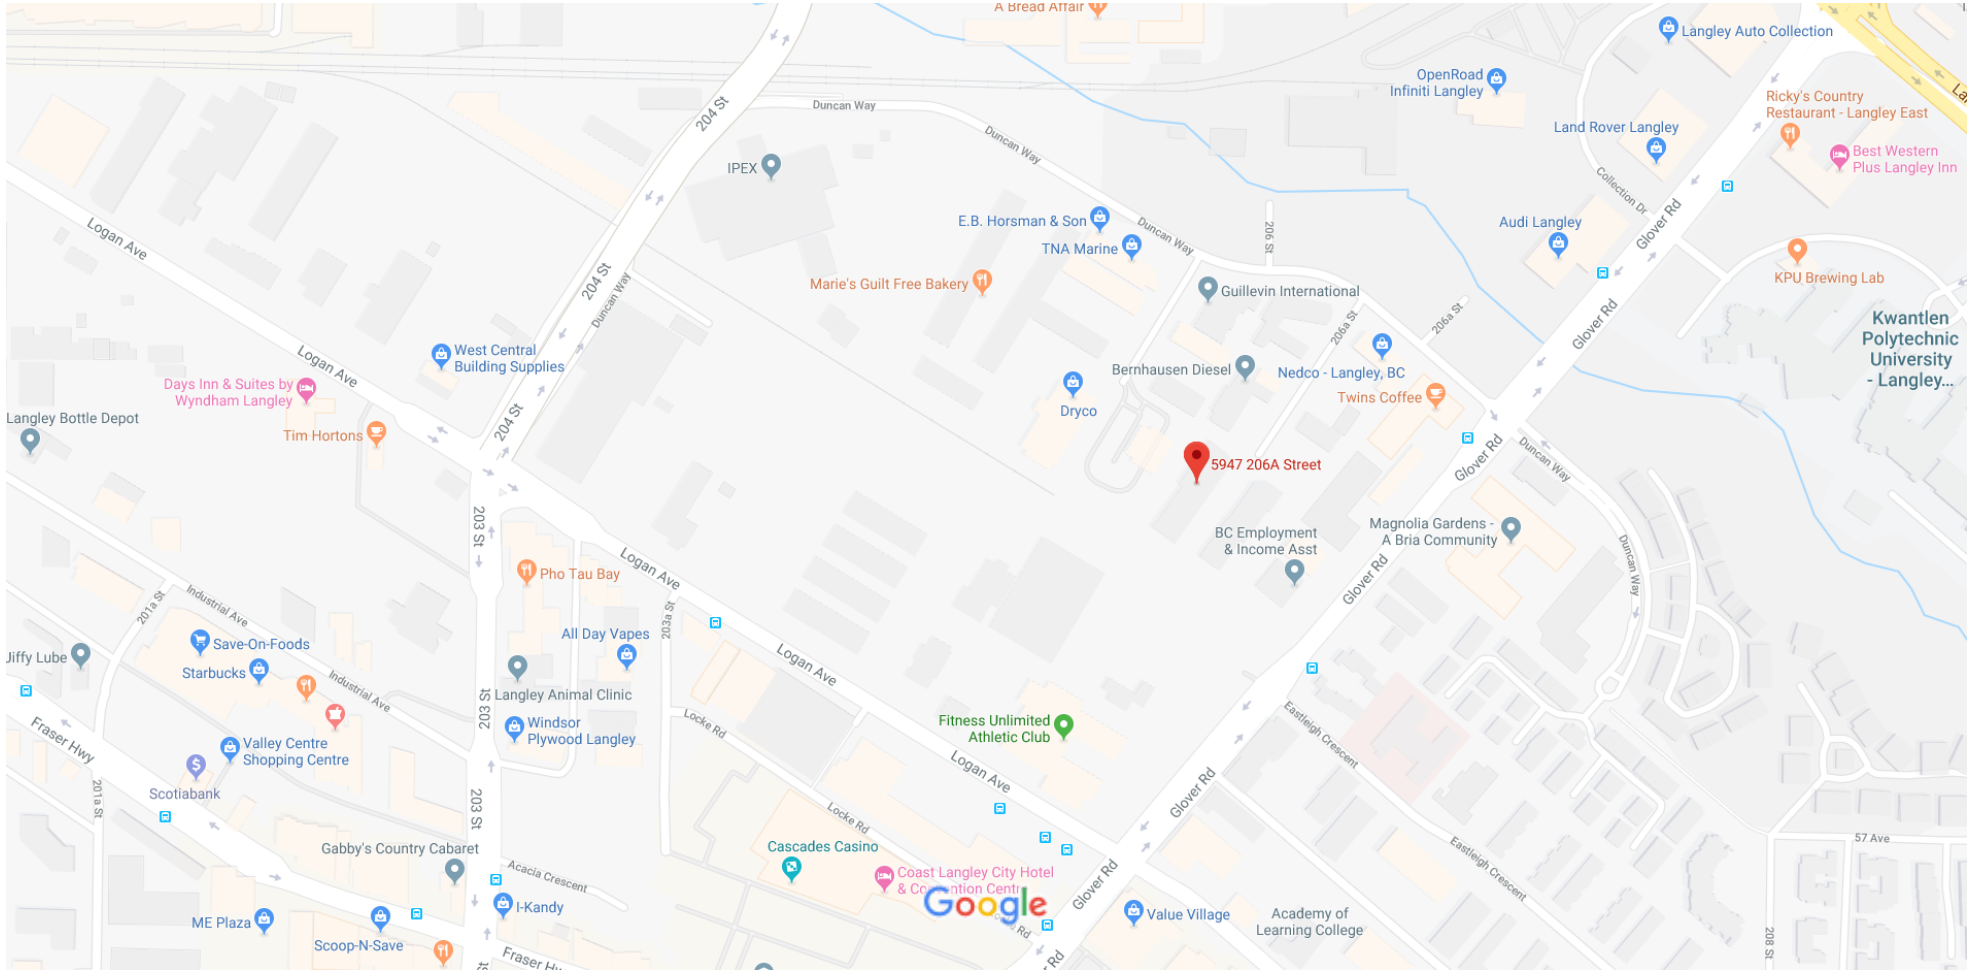 A Bread Affair
Langley Auto Collection
OpenRoad
Infiniti Langley
Ricky's Country
Restaurant - Langley East
204 St
Duncan Way
Duncan Way
Land Rover Langley
Best Western
Plus Langley Inn
IPEX
Collection Dr
Logan Ave
E.B. Horsman & Son
TNA Marine
Duncan Way
206 St
Audi Langley
Glover Rd
KPU Brewing Lab
204 St
Duncan Way
Marie's Guilt Free Bakery
Guillevin International
206a St
206a St
Glover Rd
Kwantlen
Polytechnic
University
- Langley...
West Central
Building Supplies
Logan Ave
Days Inn & Suites by
Wyndham Langley
Bernhausen Diesel
Nedco - Langley, BC
Twins Coffee
Dryco
Langley Bottle Depot
Tim Hortons
204 St
5947 206A Street
Glover Rd
Duncan Way
203 St
BC Employment
& Income Asst
Magnolia Gardens -
A Bria Community
Duncan Way
Pho Tau Bay
Logan Ave
Glover Rd
201a St
Industrial Ave
203a St
All Day Vapes
Save-On-Foods
Starbucks
Jiffy Lube
Logan Ave
Industrial Ave
Langley Animal Clinic
203 St
Windsor
Plywood Langley
Locke Rd
Fitness Unlimited
Athletic Club
Eastleigh Crescent
Fraser Hwy
Valley Centre
Shopping Centre
Scotiabank
201a St
203 St
Logan Ave
Glover Rd
Locke Rd
57 Ave
Gabby's Country Cabaret
Cascades Casino
Acacia Crescent
Coast Langley City Hotel
& Convention Centre
Glover Rd
Eastleigh Crescent
Google
ME Plaza
Scoop-N-Save
I-Kandy
Value Village
Academy of
Learning College
208 St
Fraser Hwy